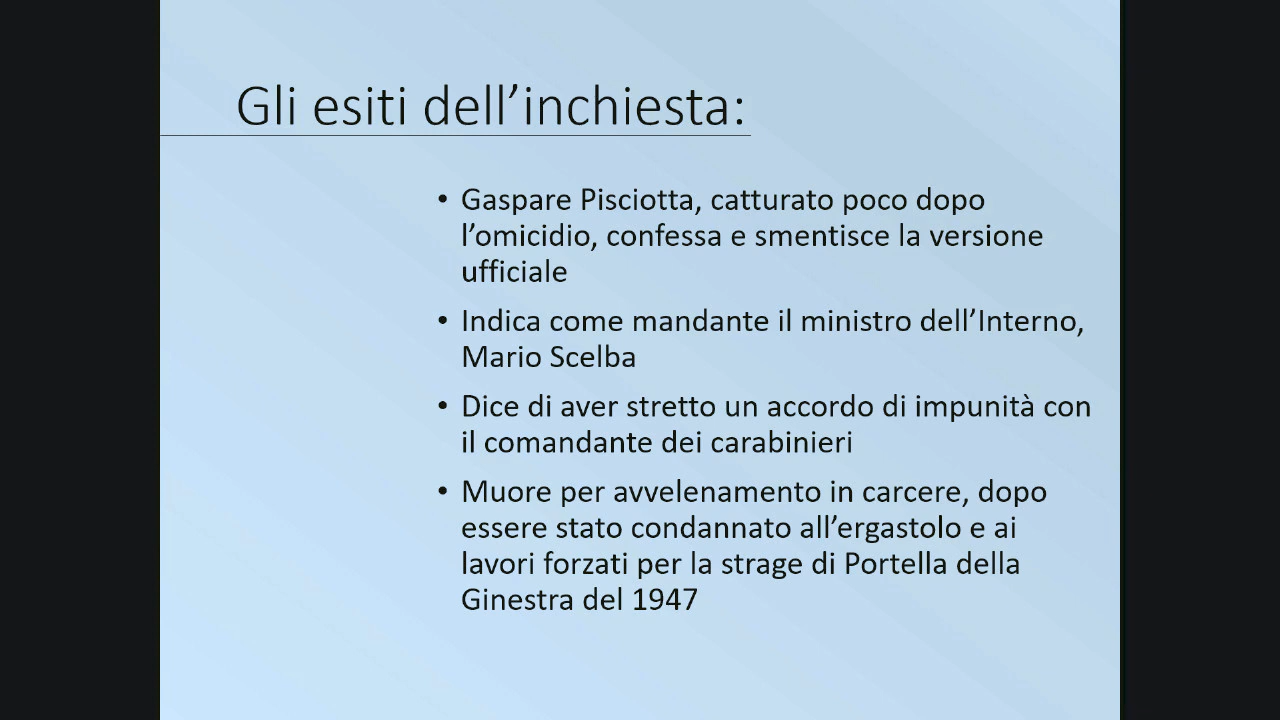 Gli esiti dell’inchiesta:
• Gaspare Pisciotta, catturato poco dopo
l’omicidio, confessa e smentisce la versione
ufficiale
• Indica come mandante il ministro dell’Interno,
Mario Scelba
• Dice di aver stretto un accordo di impunità con
il comandante dei carabinieri
• Muore per avvelenamento in carcere, dopo
essere stato condannato all’ergastolo e ai
lavori forzati per la strage di Portella della
Ginestra del 1947